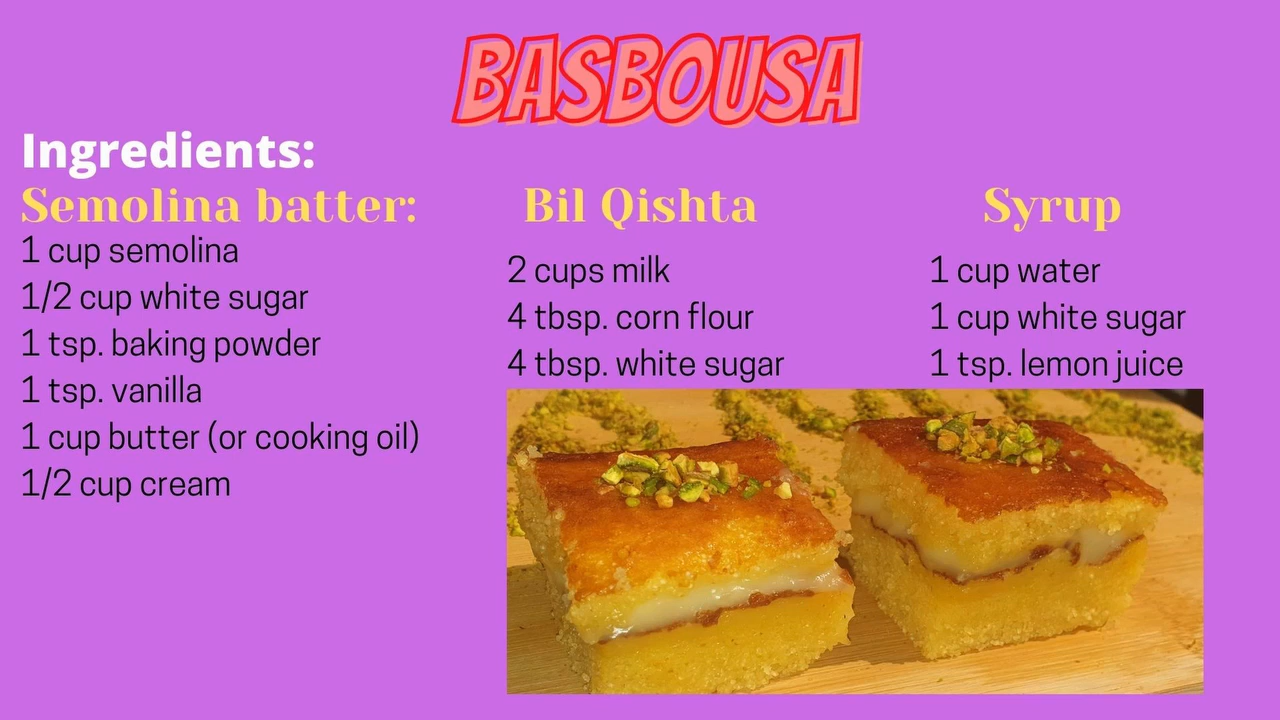 BASBOUSA
Ingredients:
Semolina batter:
1 cup semolina
1/2 cup white sugar
1 tsp. baking powder
1 tsp. vanilla
1 cup butter (or cooking oil)
1/2 cup cream
Bil Qishta
2 cups milk
4 tbsp. corn flour
4 tbsp. white sugar
Syrup
1 cup water
1 cup white sugar
1 tsp. lemon juice